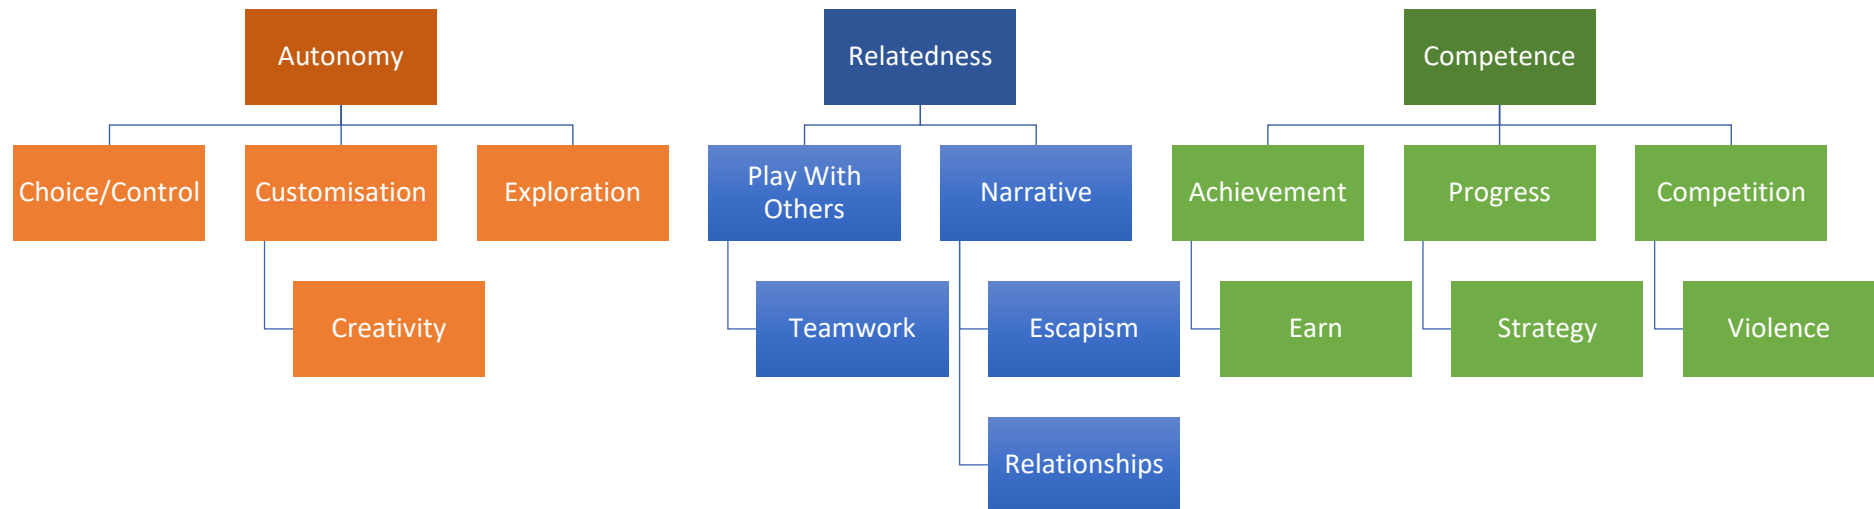 Autonomy
Relatedness
Competence
Choice/Control
Customisation
Exploration
Play With
Others
Narrative
Achievement
Progress
Competition
Creativity
Teamwork
Escapism
Earn
Strategy
Violence
Relationships